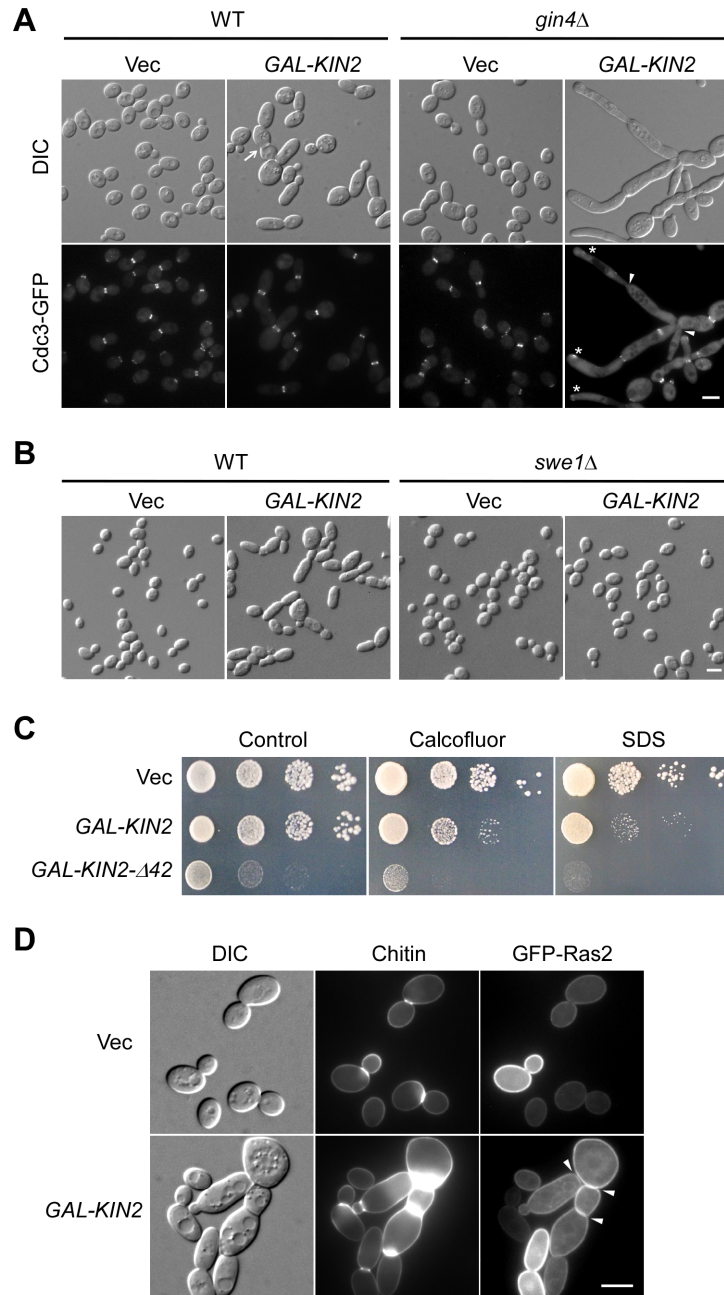 A
WT gin4Δ
Vec GAL-KIN2 Vec GAL-KIN2
DIC
Cdc3-GFP
* * *
B
WT swe1Δ
Vec GAL-KIN2 Vec GAL-KIN2
C
Control Calcofluor SDS
Vec
GAL-KIN2
GAL-KIN2-Δ42
D
DIC Chitin GFP-Ras2
Vec
GAL-KIN2